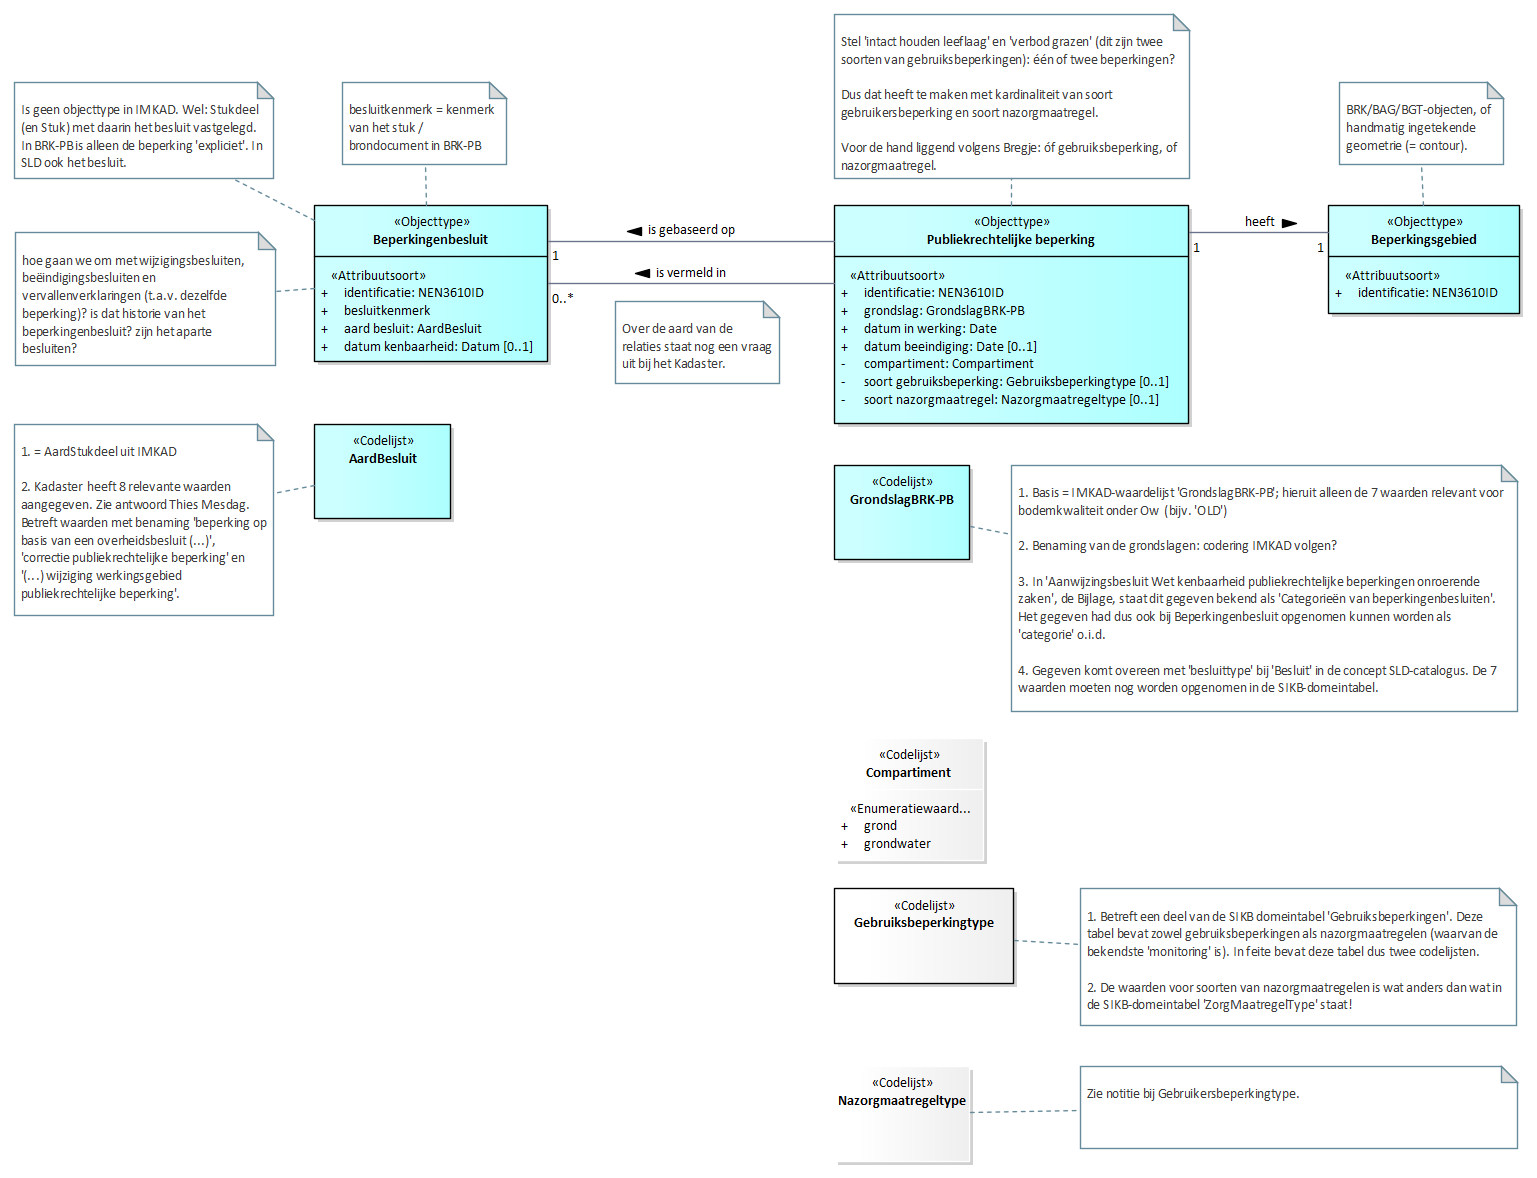 Stel 'intact houden leeflaag' en 'verbod grazen' (dit zijn twee
soorten van gebruiksbeperkingen): één of twee beperkingen?
Dus dat heeft te maken met kardinaliteit van soort
gebruikersbeperking en soort nazorgmaatregel.
Voor de hand liggend volgens Bregje: óf gebruiksbeperking, of
nazorgmaatregel.
Is geen objecttype in IMKAD. Wel: Stukdeel
(en Stuk) met daarin het besluit vastgelegd.
In BRK-PB is alleen de beperking 'expliciet'. In
SLD ook het besluit.
besluitkenmerk = kenmerk
van het stuk /
brondocument in BRK-PB
BRK/BAG/BGT-objecten, of
handmatig ingetekende
geometrie (= contour).
hoe gaan we om met wijzigingsbesluiten,
beëindigingsbesluiten en
vervallenverklaringen (t.a.v. dezelfde
beperking)? is dat historie van het
beperkingenbesluit? zijn het aparte
besluiten?
«Objecttype»
Beperkingenbesluit
«Attribuutsoort»
+ identificatie: NEN3610ID
+ besluitkenmerk
+ aard besluit: AardBesluit
+ datum kenbaarheid: Datum [0..1]
is gebaseerd op
1
is vermeld in
0..*
Over de aard van de
relaties staat nog een vraag
uit bij het Kadaster.
«Objecttype»
Publiekrechtelijke beperking
«Attribuutsoort»
+ identificatie: NEN3610ID
+ grondslag: GrondslagBRK-PB
+ datum in werking: Date
+ datum beeindiging: Date [0..1]
- compartiment: Compartiment
- soort gebruiksbeperking: Gebruiksbeperkingtype [0..1]
- soort nazorgmaatregel: Nazorgmaatregeltype [0..1]
heeft
1
1
«Objecttype»
Beperkingsgebied
«Attribuutsoort»
+ identificatie: NEN3610ID
1. = AardStukdeel uit IMKAD
2. Kadaster heeft 8 relevante waarden
aangegeven. Zie antwoord Thies Mesdag.
Betreft waarden met benaming 'beperking op
basis van een overheidsbesluit (...)',
'correctie publiekrechtelijke beperking' en
'(...) wijziging werkingsgebied
publiekrechtelijke beperking'.
«Codelijst»
AardBesluit
«Codelijst»
GrondslagBRK-PB
1. Basis = IMKAD-waardelijst 'GrondslagBRK-PB'; hieruit alleen de 7 waarden relevant voor
bodemkwaliteit onder Ow (bijv. 'OLD')
2. Benaming van de grondslagen: codering IMKAD volgen?
3. In 'Aanwijzingsbesluit Wet kenbaarheid publiekrechtelijke beperkingen onroerende
zaken', de Bijlage, staat dit gegeven bekend als 'Categorieën van beperkingenbesluiten'.
Het gegeven had dus ook bij Beperkingenbesluit opgenomen kunnen worden als
'categorie' o.i.d.
4. Gegeven komt overeen met 'besluittype' bij 'Besluit' in de concept SLD-catalogus. De 7
waarden moeten nog worden opgenomen in de SIKB-domeintabel.
«Codelijst»
Compartiment
«Enumeratiewaard...
+ grond
+ grondwater
«Codelijst»
Gebruiksbeperkingtype
1. Betreft een deel van de SIKB domeintabel 'Gebruiksbeperkingen'. Deze
tabel bevat zowel gebruiksbeperkingen als nazorgmaatregelen (waarvan de
bekendste 'monitoring' is). In feite bevat deze tabel dus twee codelijsten.
2. De waarden voor soorten van nazorgmaatregelen is wat anders dan wat in
de SIKB-domeintabel 'ZorgMaatregelType' staat!
«Codelijst»
Nazorgmaatregeltype
Zie notitie bij Gebruikersbeperkingtype.